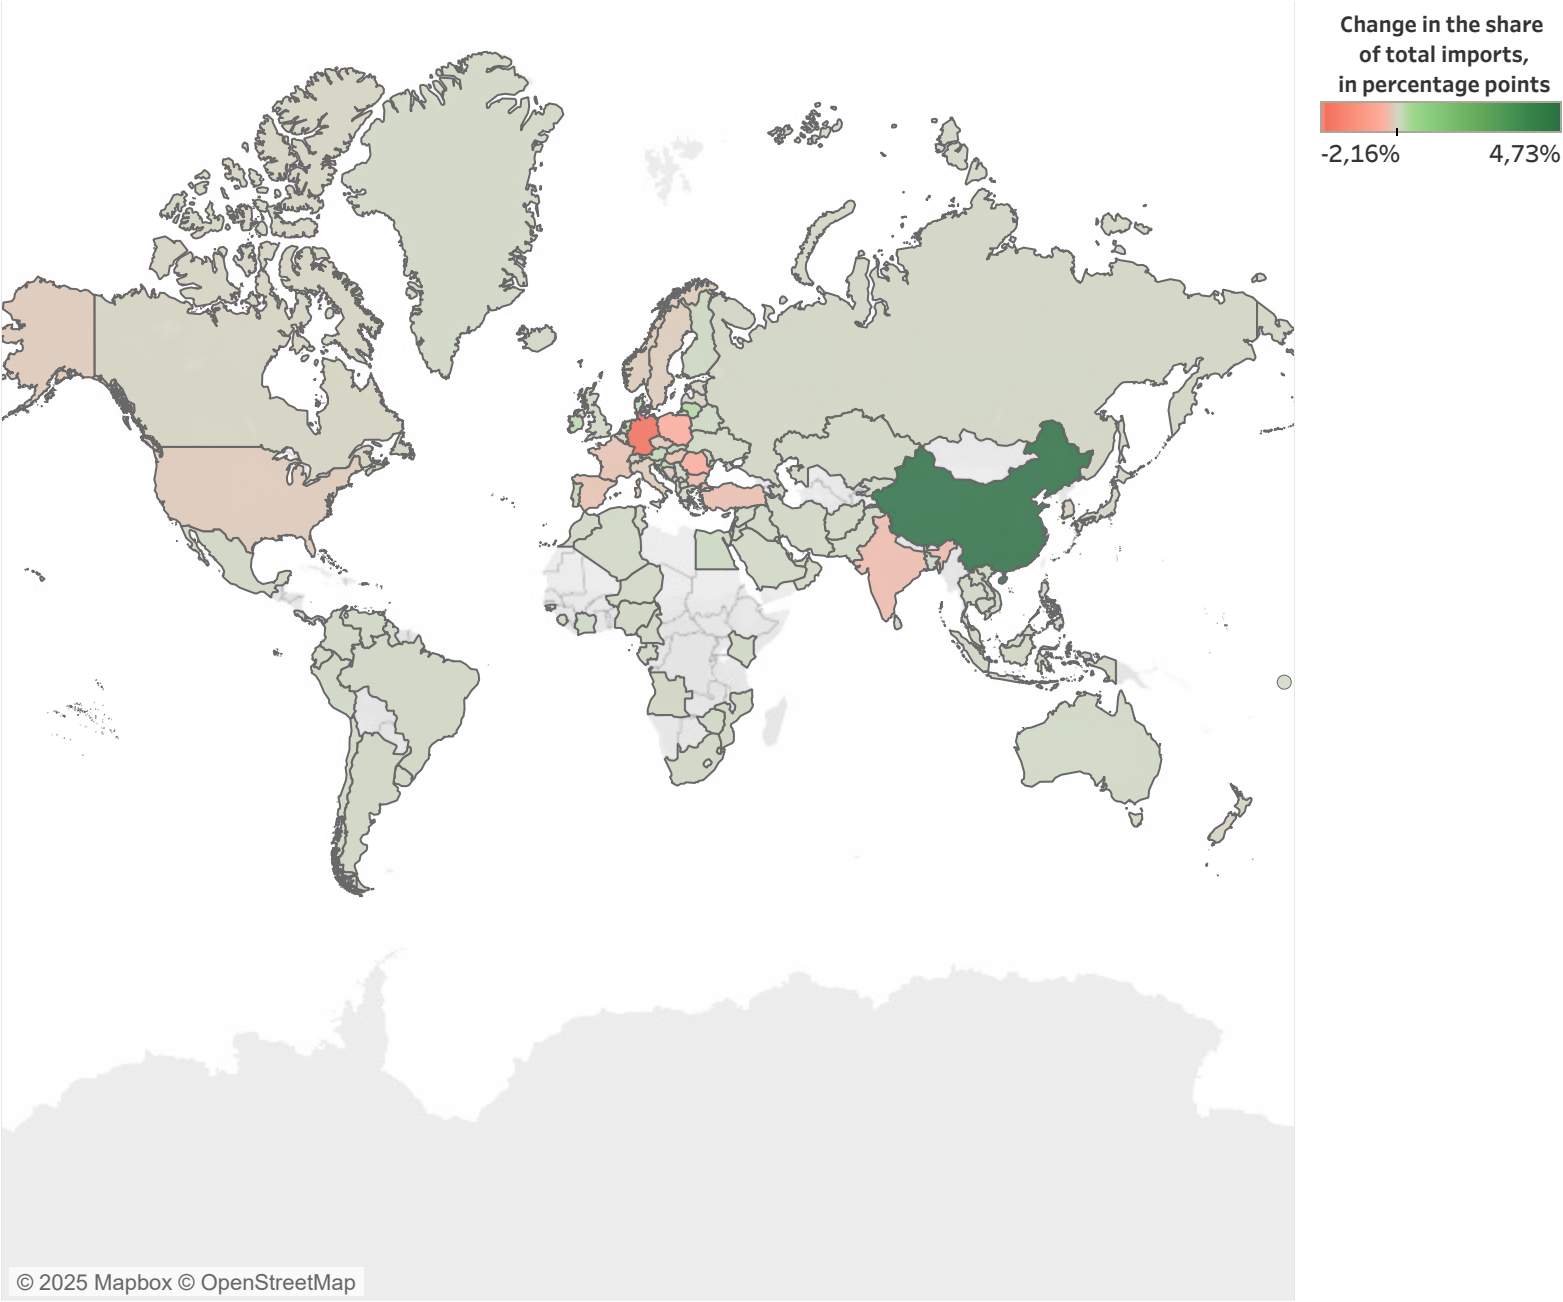 Change in the share
of total imports,
in percentage points
-2,16% 4,73%
© 2025 Mapbox © OpenStreetMap